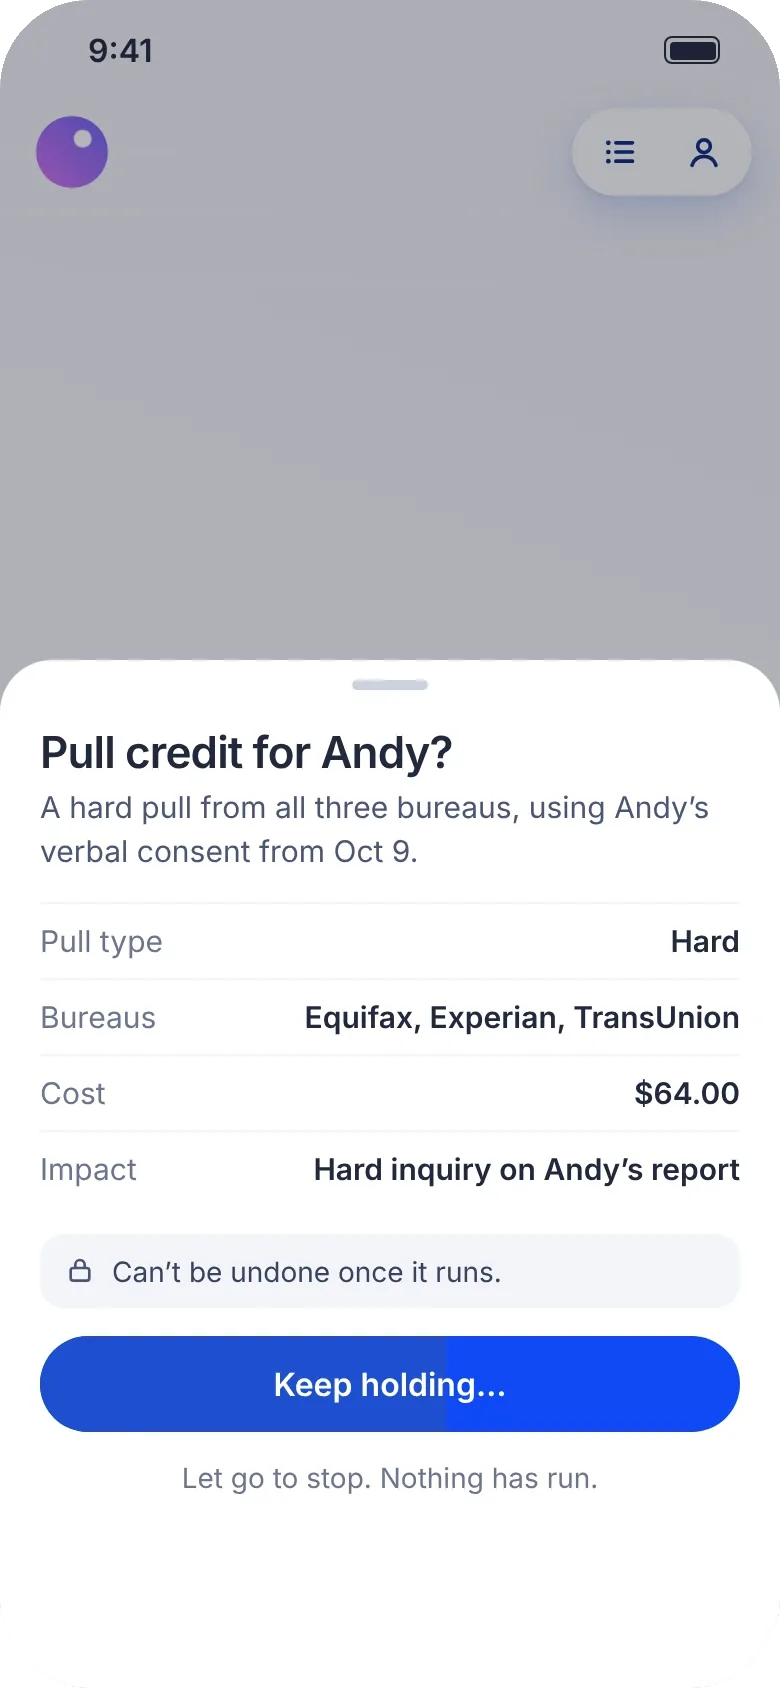 9:41
Pull credit for Andy?
A hard pull from all three bureaus, using Andy’s
verbal consent from Oct 9.
Pull type Hard
Bureaus Equifax, Experian, TransUnion
Cost $64.00
Impact Hard inquiry on Andy’s report
Can’t be undone once it runs.
Keep holding...
Let go to stop. Nothing has run.